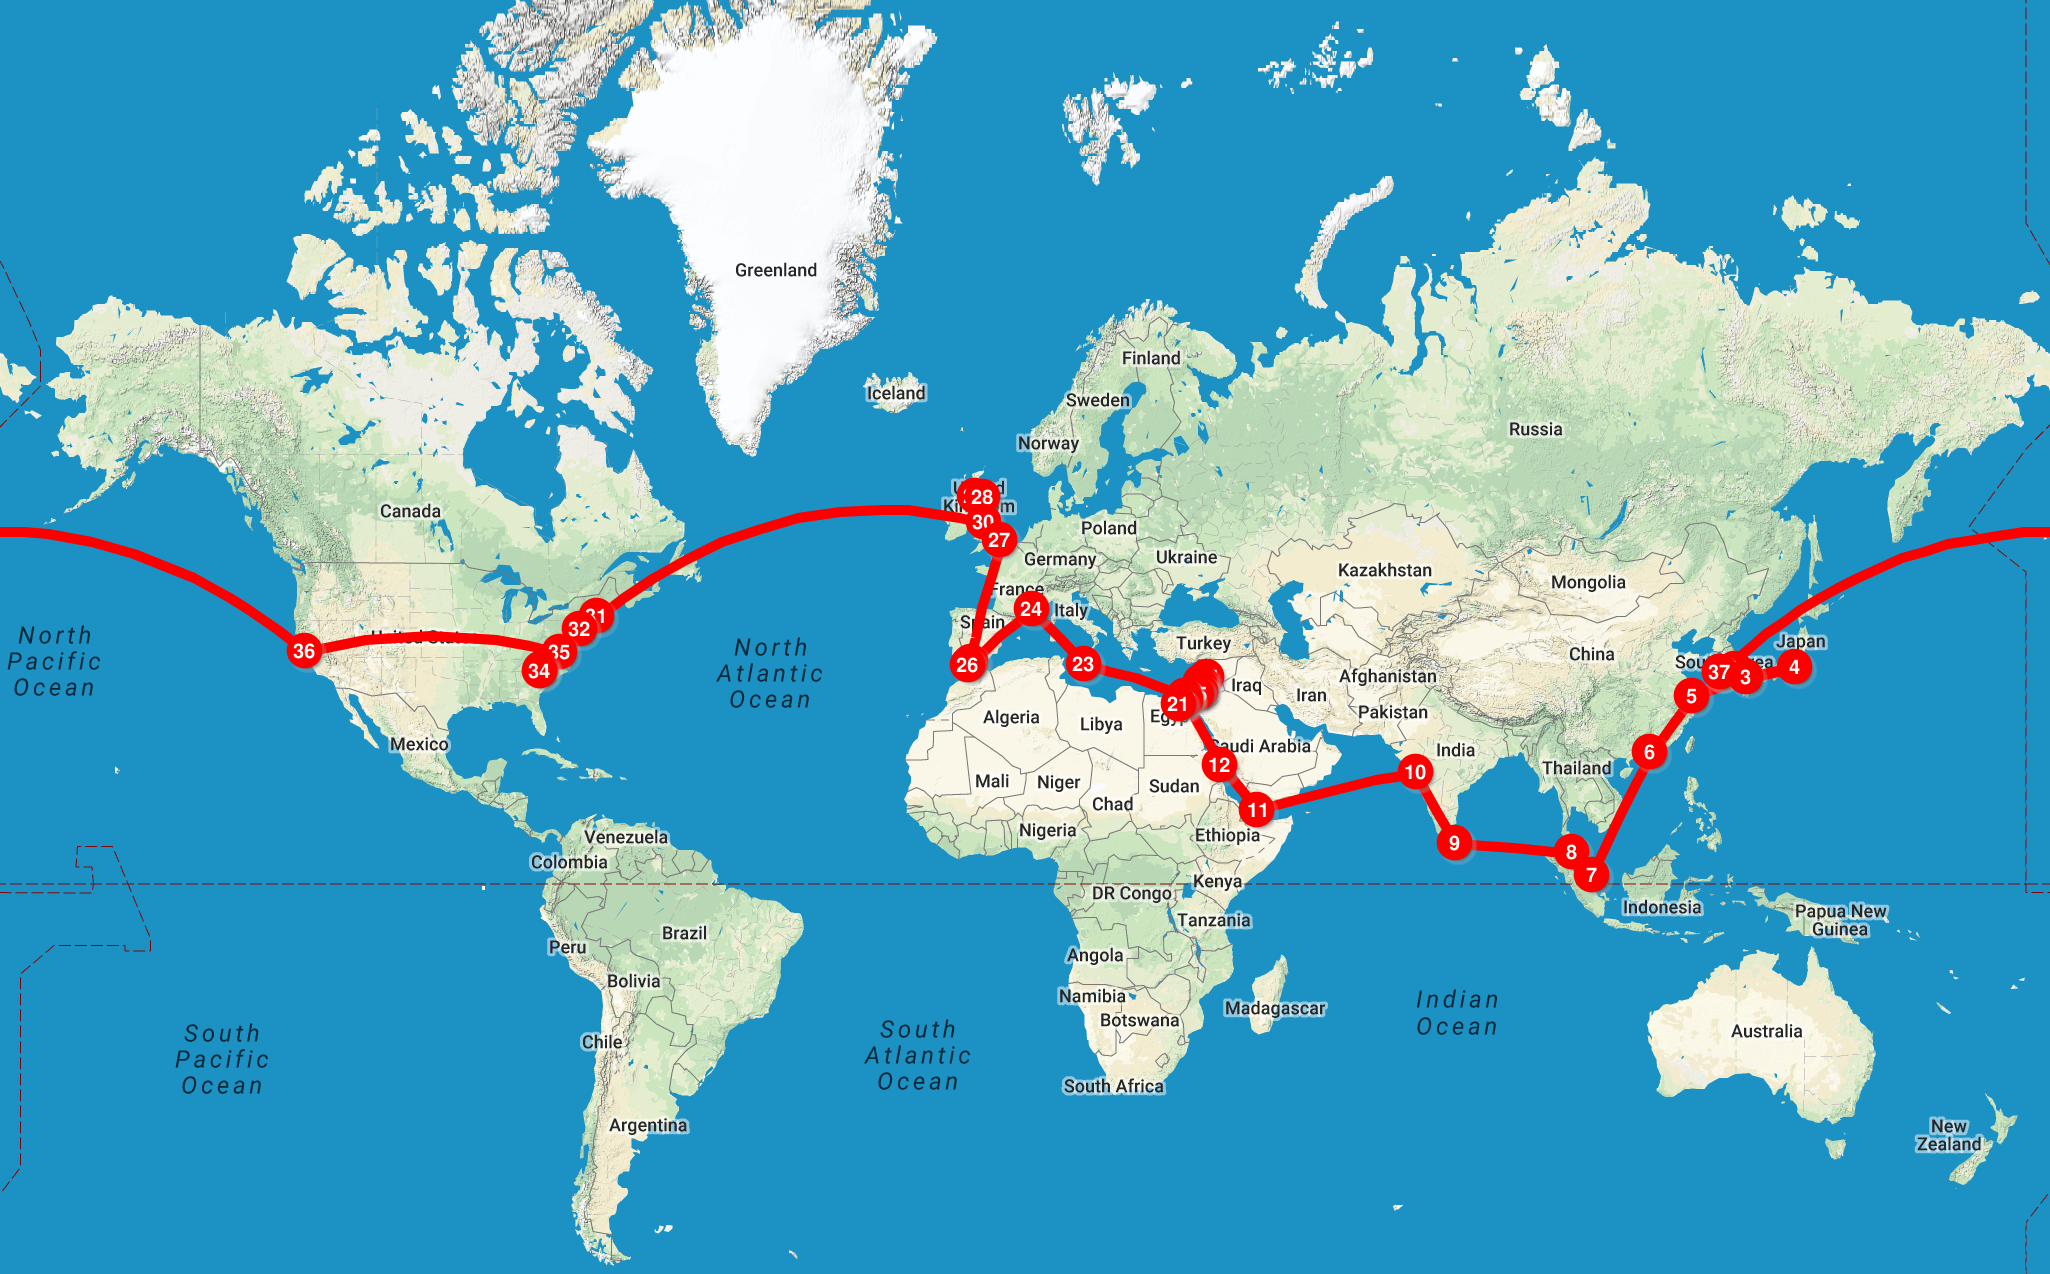 Greenland
Finland
Iceland
Sweden
Norway
Russia
28
Canada
30
27
Poland
Germany
Ukraine
Kazakhstan
Mongolia
France
24
Italy
31
32
Spain
North
Pacific
Ocean
36
35
34
North
Atlantic
Ocean
26
23
Turkey
Iraq
Iran
Afghanistan
Pakistan
China
Japan
37
3
4
5
21
Algeria
Libya
Saudi Arabia
Mexico
12
10
India
6
Thailand
Mali
Niger
Chad
Sudan
11
Nigeria
Ethiopia
9
8
7
Venezuela
Colombia
DR Congo
Kenya
Indonesia
Papua New
Guinea
Tanzania
Peru
Brazil
Angola
Bolivia
Namibia
Botswana
Madagascar
Indian
Ocean
Australia
South
Pacific
Ocean
Chile
South
Atlantic
Ocean
South Africa
Argentina
New
Zealand